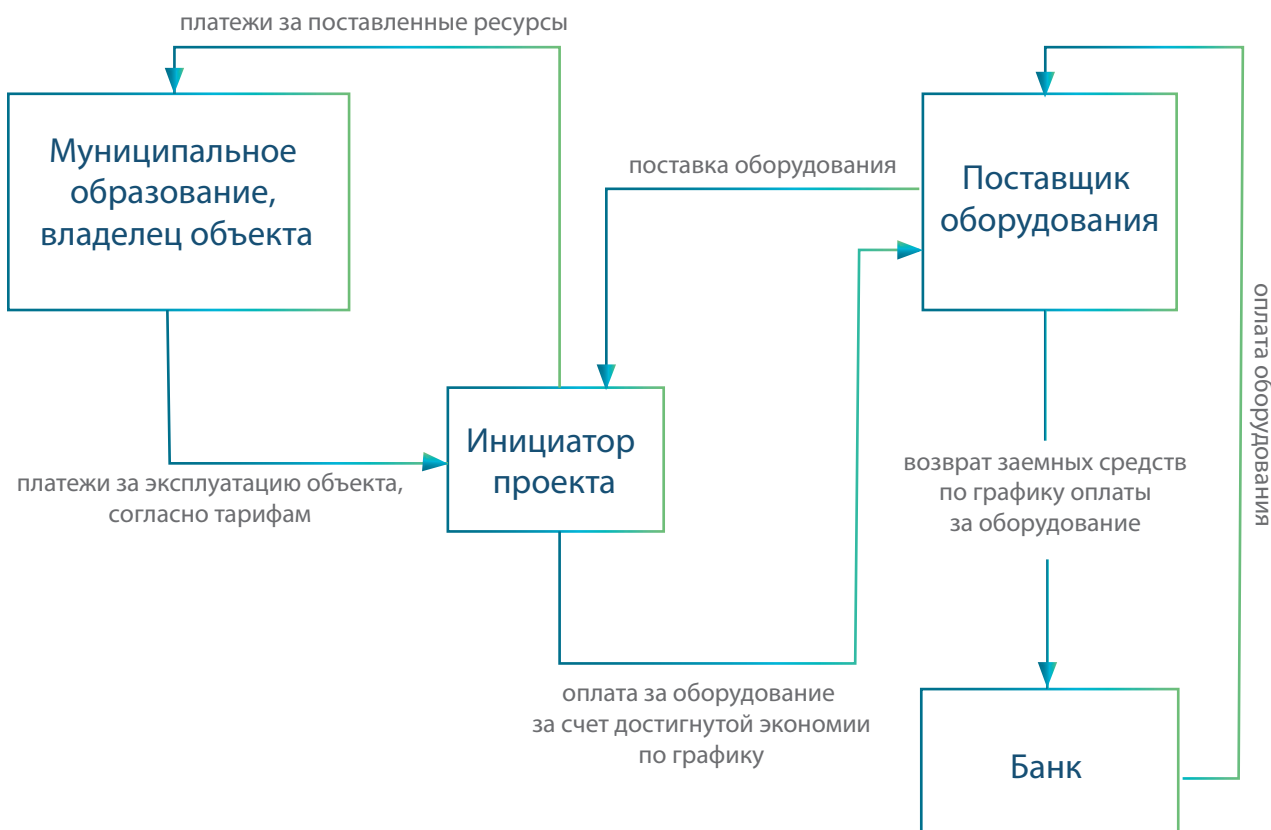 платежи за поставленные ресурсы
Муниципальное
образование,
владелец объекта
поставка оборудования
Поставщик
оборудования
оплата оборудования
Инициатор
проекта
платежи за эксплуатацию объекта,
согласно тарифам
возврат заемных средств
по графику оплаты
за оборудование
оплата за оборудование
за счет достигнутой экономии
по графику
Банк